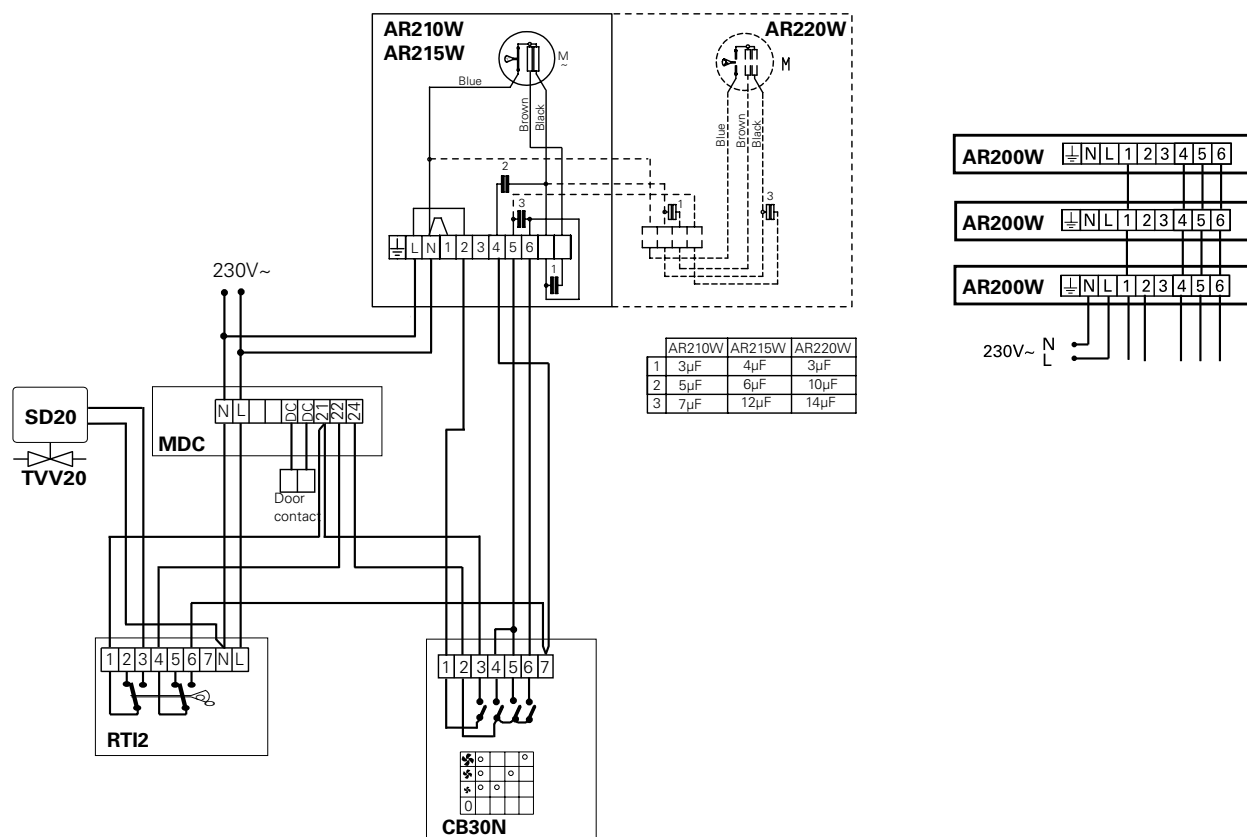 AR210W
AR215W
AR220W
M
~
M
Blue
Brown
Black
Blue
Brown
Black
2
3
1
3
L N 1 2 3 4 5 6
1
AR200W N L 1 2 3 4 5 6
AR200W N L 1 2 3 4 5 6
AR200W N L 1 2 3 4 5 6
230V~ N
L
230V~
AR210W AR215W AR220W
1 3µF 4µF 3µF
2 5µF 6µF 10µF
3 7µF 12µF 14µF
SD20
TVV20
N L DC DC 21 22 24
MDC
Door
contact
1 2 3 4 5 6 7 N L
RTI2
1 2 3 4 5 6 7
0
CB30N